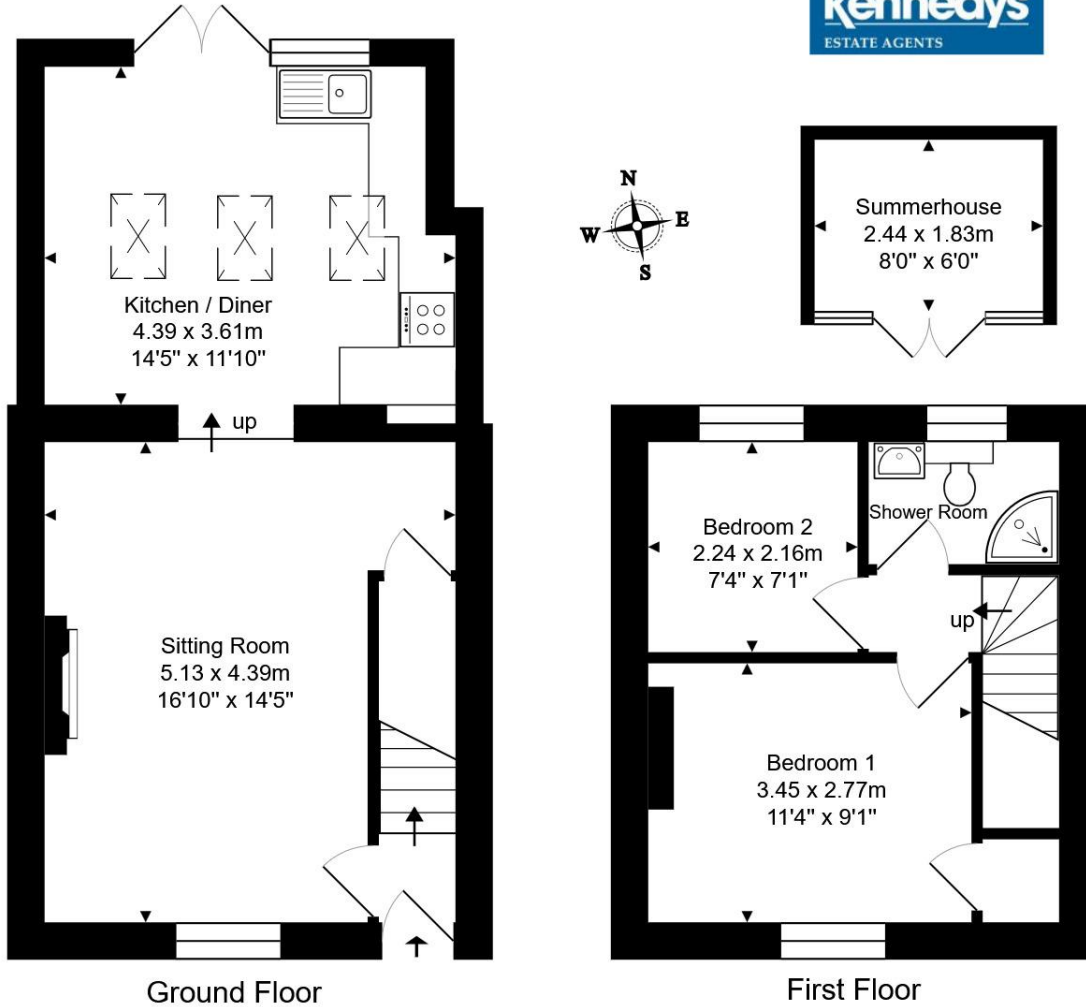 Kennedys
ESTATE AGENTS
N
W
E
S
Summerhouse
2.44 x 1.83m
8'0" x 6'0"
Kitchen / Diner
4.39 x 3.61m
14'5" x 11'10"
up
Sitting Room
5.13 x 4.39m
16'10" x 14'5"
Ground Floor
Shower Room
Bedroom 2
2.24 x 2.16m
7'4" x 7'1"
up
Bedroom 1
3.45 x 2.77m
11'4" x 9'1"
First Floor